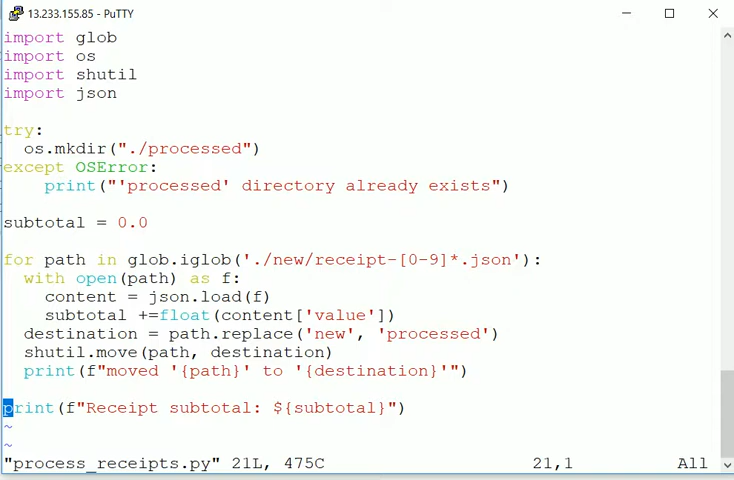 13.233.155.85 - PuTTY
import glob
import os
import shutil
import json

try:
  os.mkdir("./processed")
except OSError:
    print("'processed' directory already exists")

subtotal = 0.0

for path in glob.iglob('./new/receipt-[0-9]*.json'):
  with open(path) as f:
    content = json.load(f)
    subtotal +=float(content['value'])
  destination = path.replace('new', 'processed')
  shutil.move(path, destination)
  print(f"moved '{path}' to '{destination}'")

print(f"Receipt subtotal: ${subtotal}")
~
~
"process_receipts.py" 21L, 475C 21,1 All